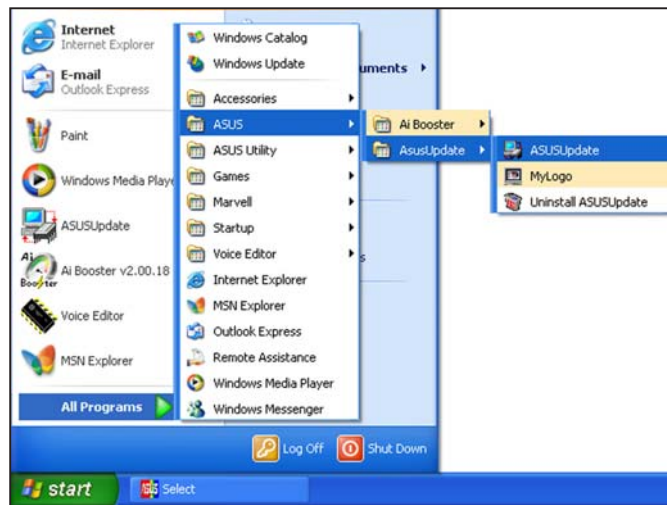 Internet
Internet Explorer
E-mail
Outlook Express
Paint
Windows Media Playe
ASUSUpdate
Ai Booster
Ai Booster v2.00.18
Voice Editor
MSN Explorer
All Programs
Windows Catalog
Windows Update
Accessories
ASUS
ASUS Utility
Games
Marvell
Startup
Voice Editor
Internet Explorer
MSN Explorer
Outlook Express
Remote Assistance
Windows Media Player
Windows Messenger
uments
s
Ai Booster
AsusUpdate
ASUSUpdate
MyLogo
Uninstall ASUSUpdate
Log Off
Shut Down
start
Select